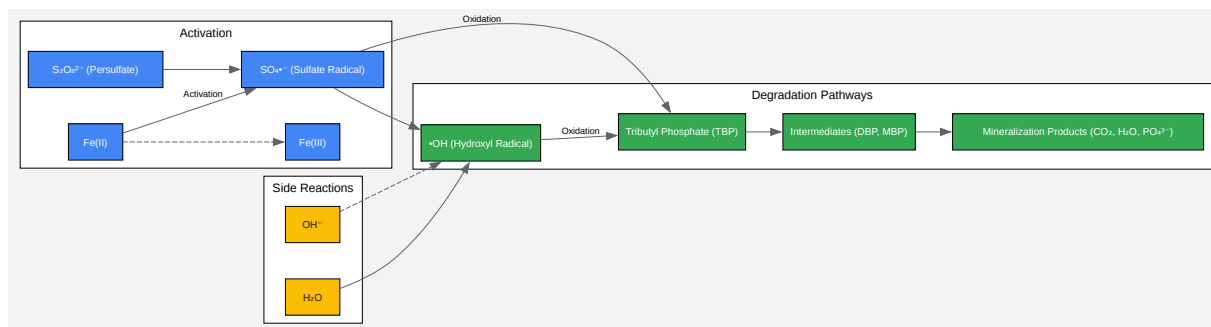 Activation
S₂O₈²⁻ (Persulfate)
SO₄•⁻ (Sulfate Radical)
Activation
Fe(II)
Fe(III)
Oxidation
Degradation Pathways
•OH (Hydroxyl Radical)
Oxidation
Tributyl Phosphate (TBP)
Intermediates (DBP, MBP)
Mineralization Products (CO₂, H₂O, PO₄³⁻)
Side Reactions
OH⁻
H₂O